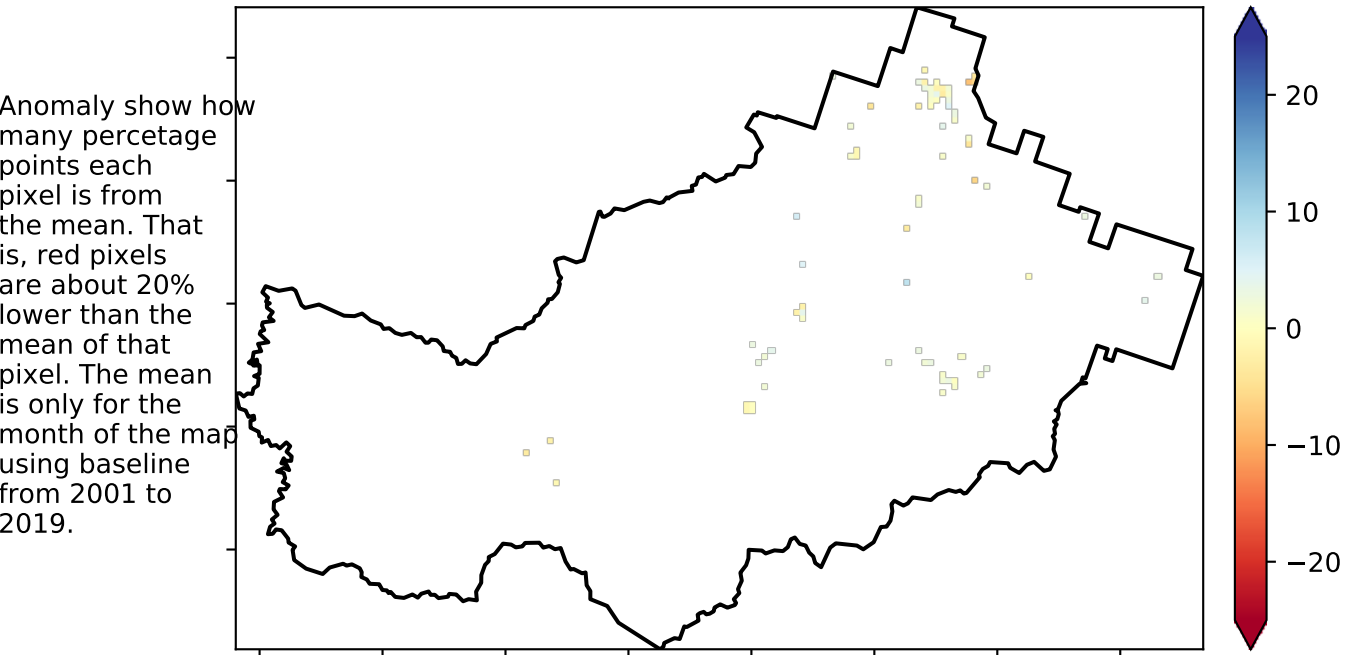 Anomaly show how
many percetage
points each
pixel is from
the mean. That
is, red pixels
are about 20%
lower than the
mean of that
pixel. The mean
is only for the
month of the map
using baseline
from 2001 to
2019.
20
10
0
−10
−20